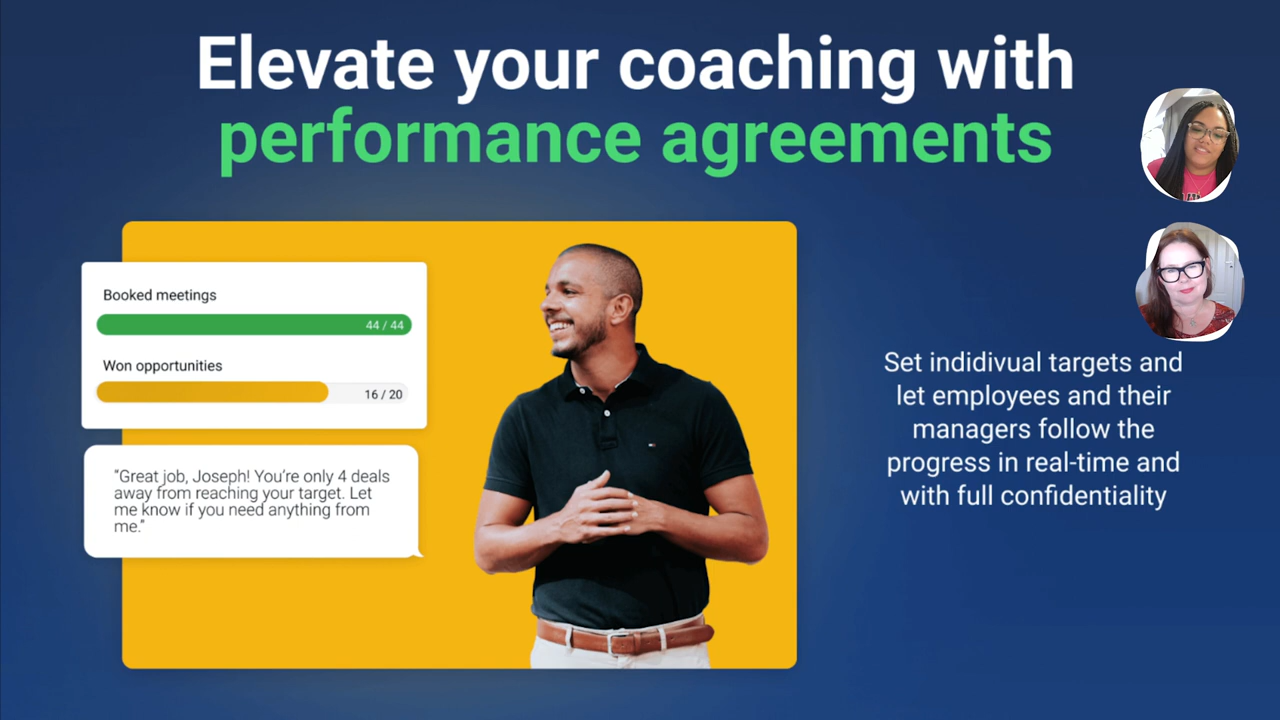 Elevate your coaching with
performance agreements
Booked meetings
44 / 44
Won opportunities
16 / 20
"Great job, Joseph! You're only 4 deals
away from reaching your target. Let
me know if you need anything from
me."
Set indidivual targets and
let employees and their
managers follow the
progress in real-time and
with full confidentiality